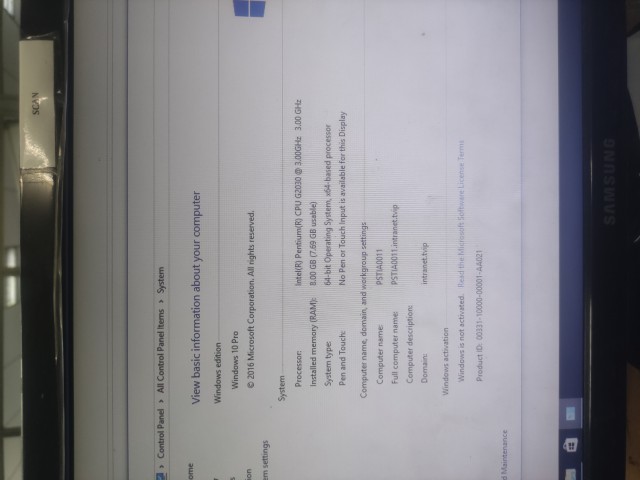 SCAN
Control Panel > All Control Panel Items > System
View basic information about your computer
Windows edition
Windows 10 Pro
© 2016 Microsoft Corporation. All rights reserved.
System
Processor: Intel(R) Pentium(R) CPU G2030 @ 3.00GHz 3.00 GHz
Installed memory (RAM): 8.00 GB (7.69 GB usable)
System type: 64-bit Operating System, x64-based processor
Pen and Touch: No Pen or Touch Input is available for this Display
Computer name, domain, and workgroup settings
Computer name: PSTIA0011
Full computer name: PSTIA0011.intranet.tvip
Computer description:
Domain: intranet.tvip
Windows activation
Windows is not activated. Read the Microsoft Software License Terms
Product ID: 00331-10000-00001-AA021
ome
m settings
Maintenance
SAMSUNG